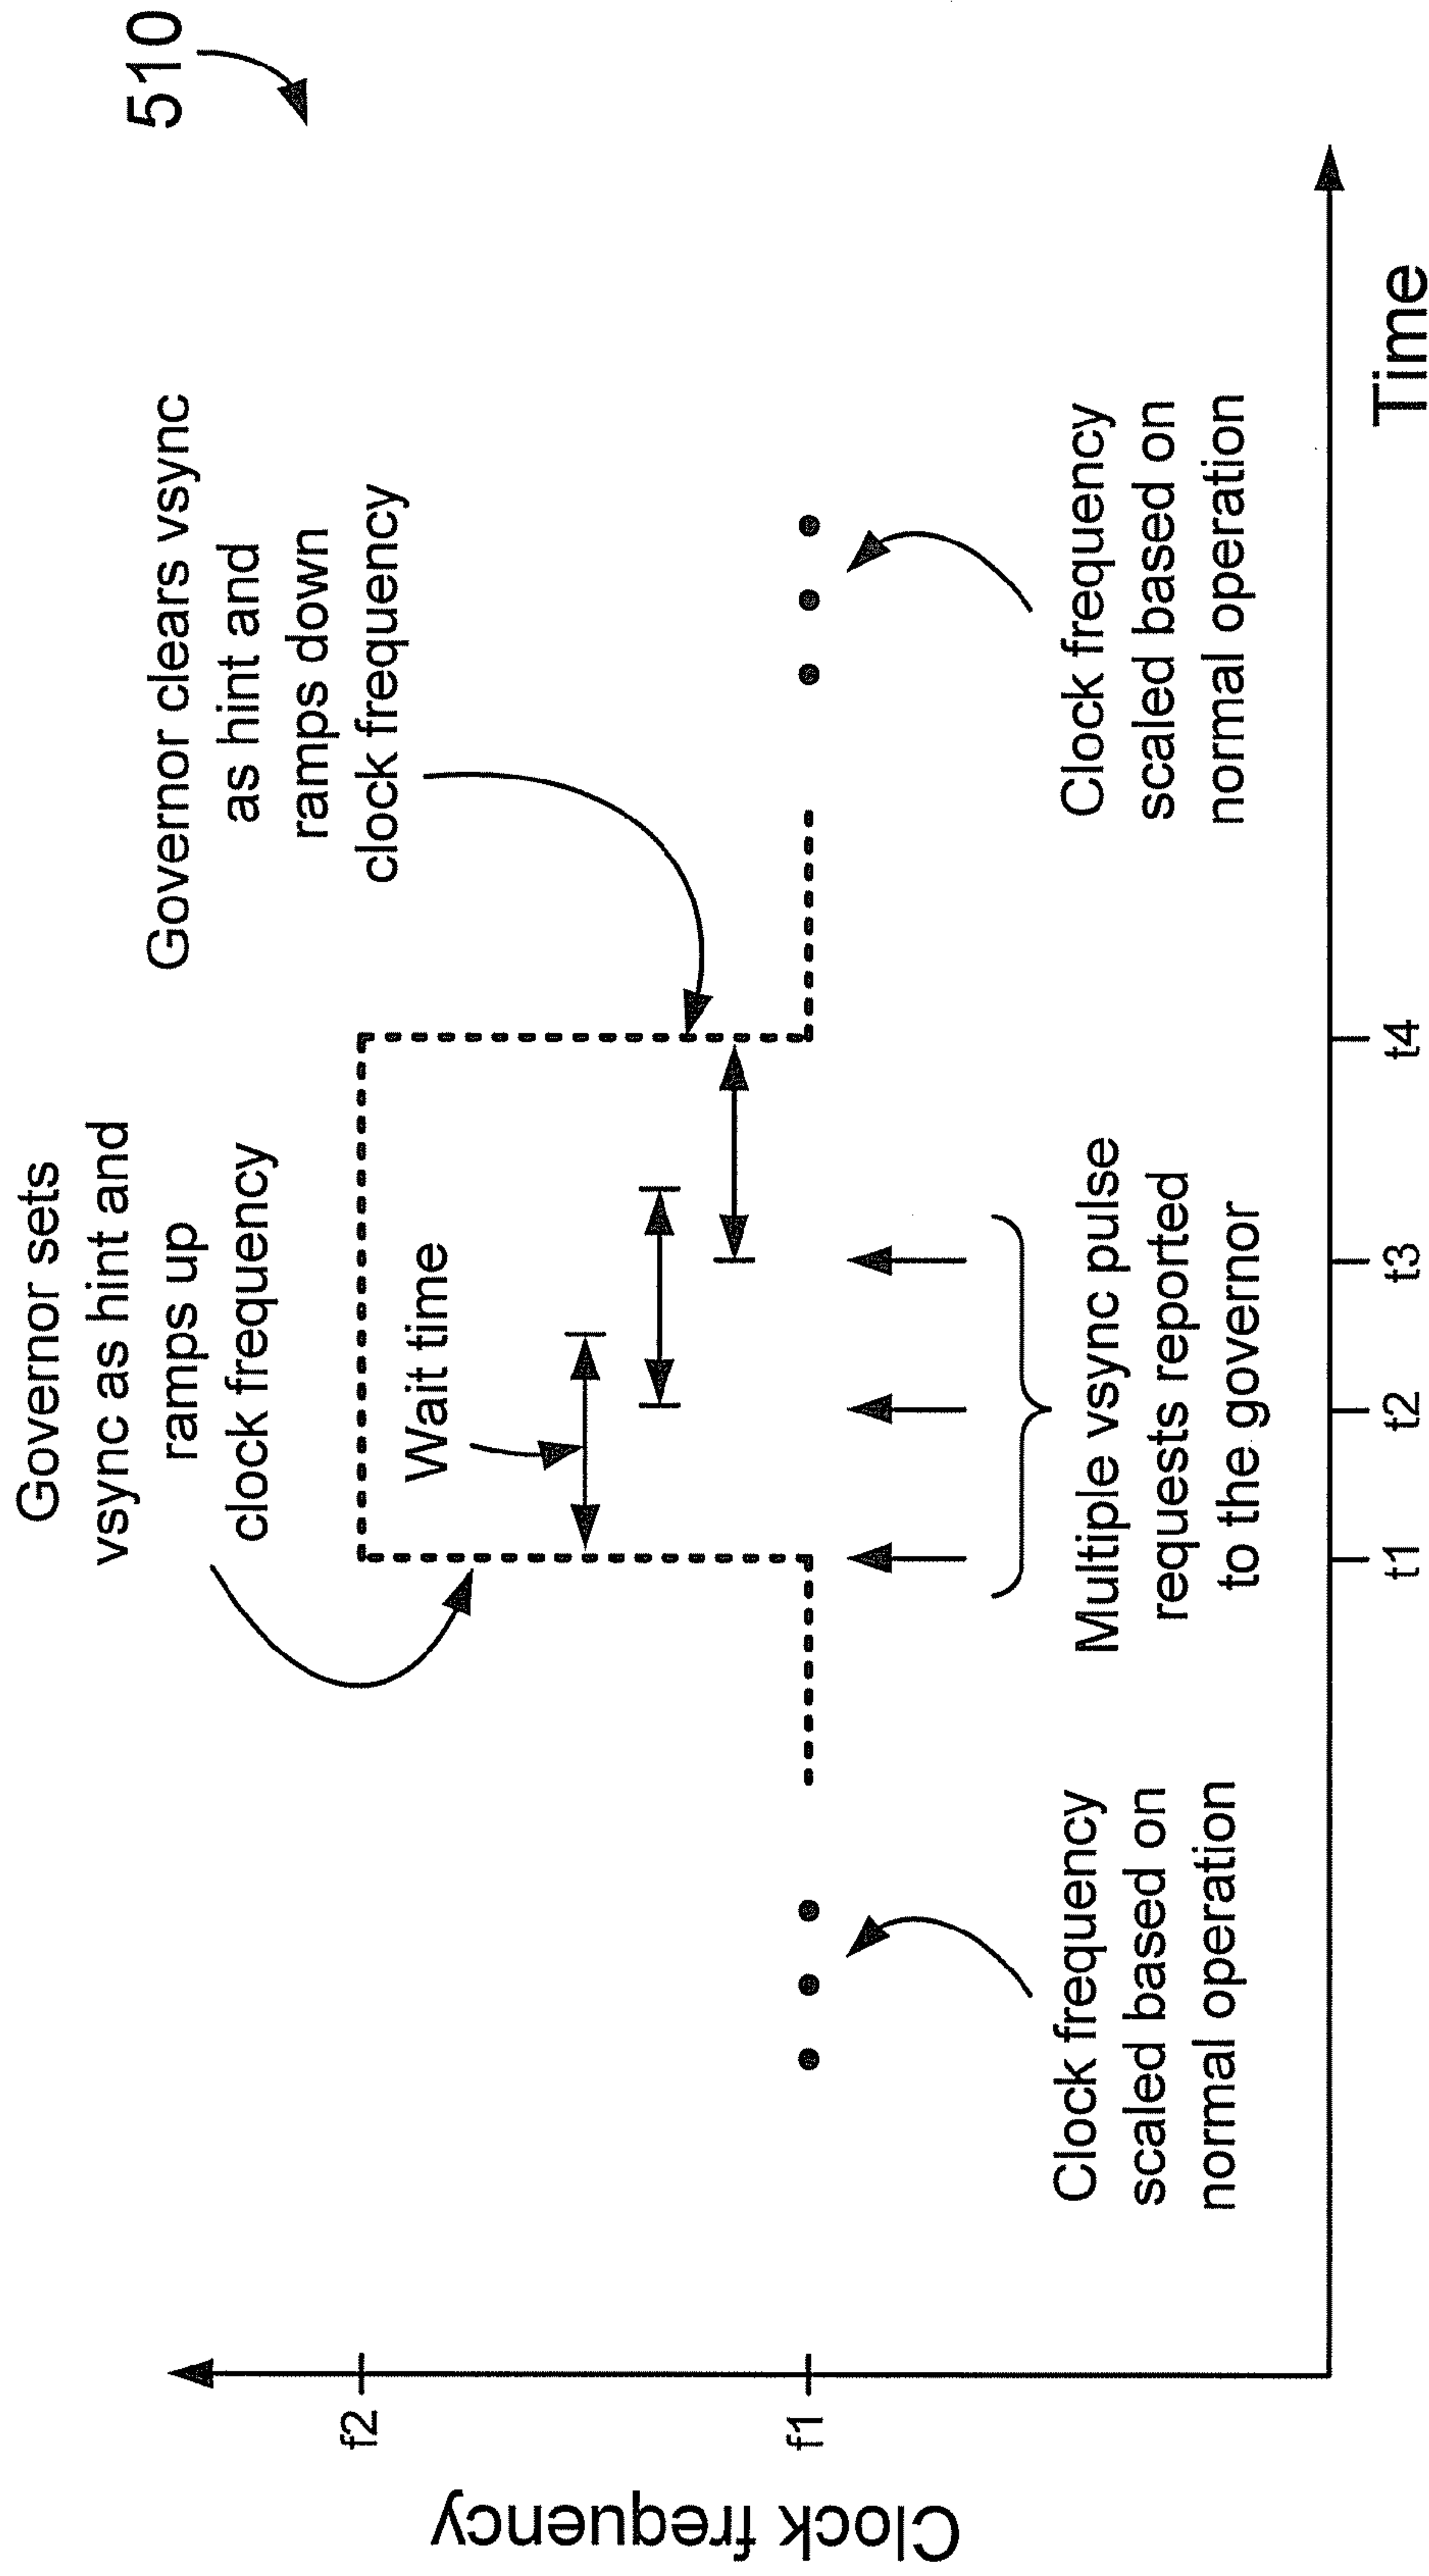 510
Governor sets
vsync as hint and
ramps up
clock frequency
Governor clears vsync
as hint and
ramps down
clock frequency
f2
Wait time
f1
Clock frequency
Clock frequency
scaled based on
normal operation
Multiple vsync pulse
requests reported
to the governor
Clock frequency
scaled based on
normal operation
t1
t2
t3
t4
Time